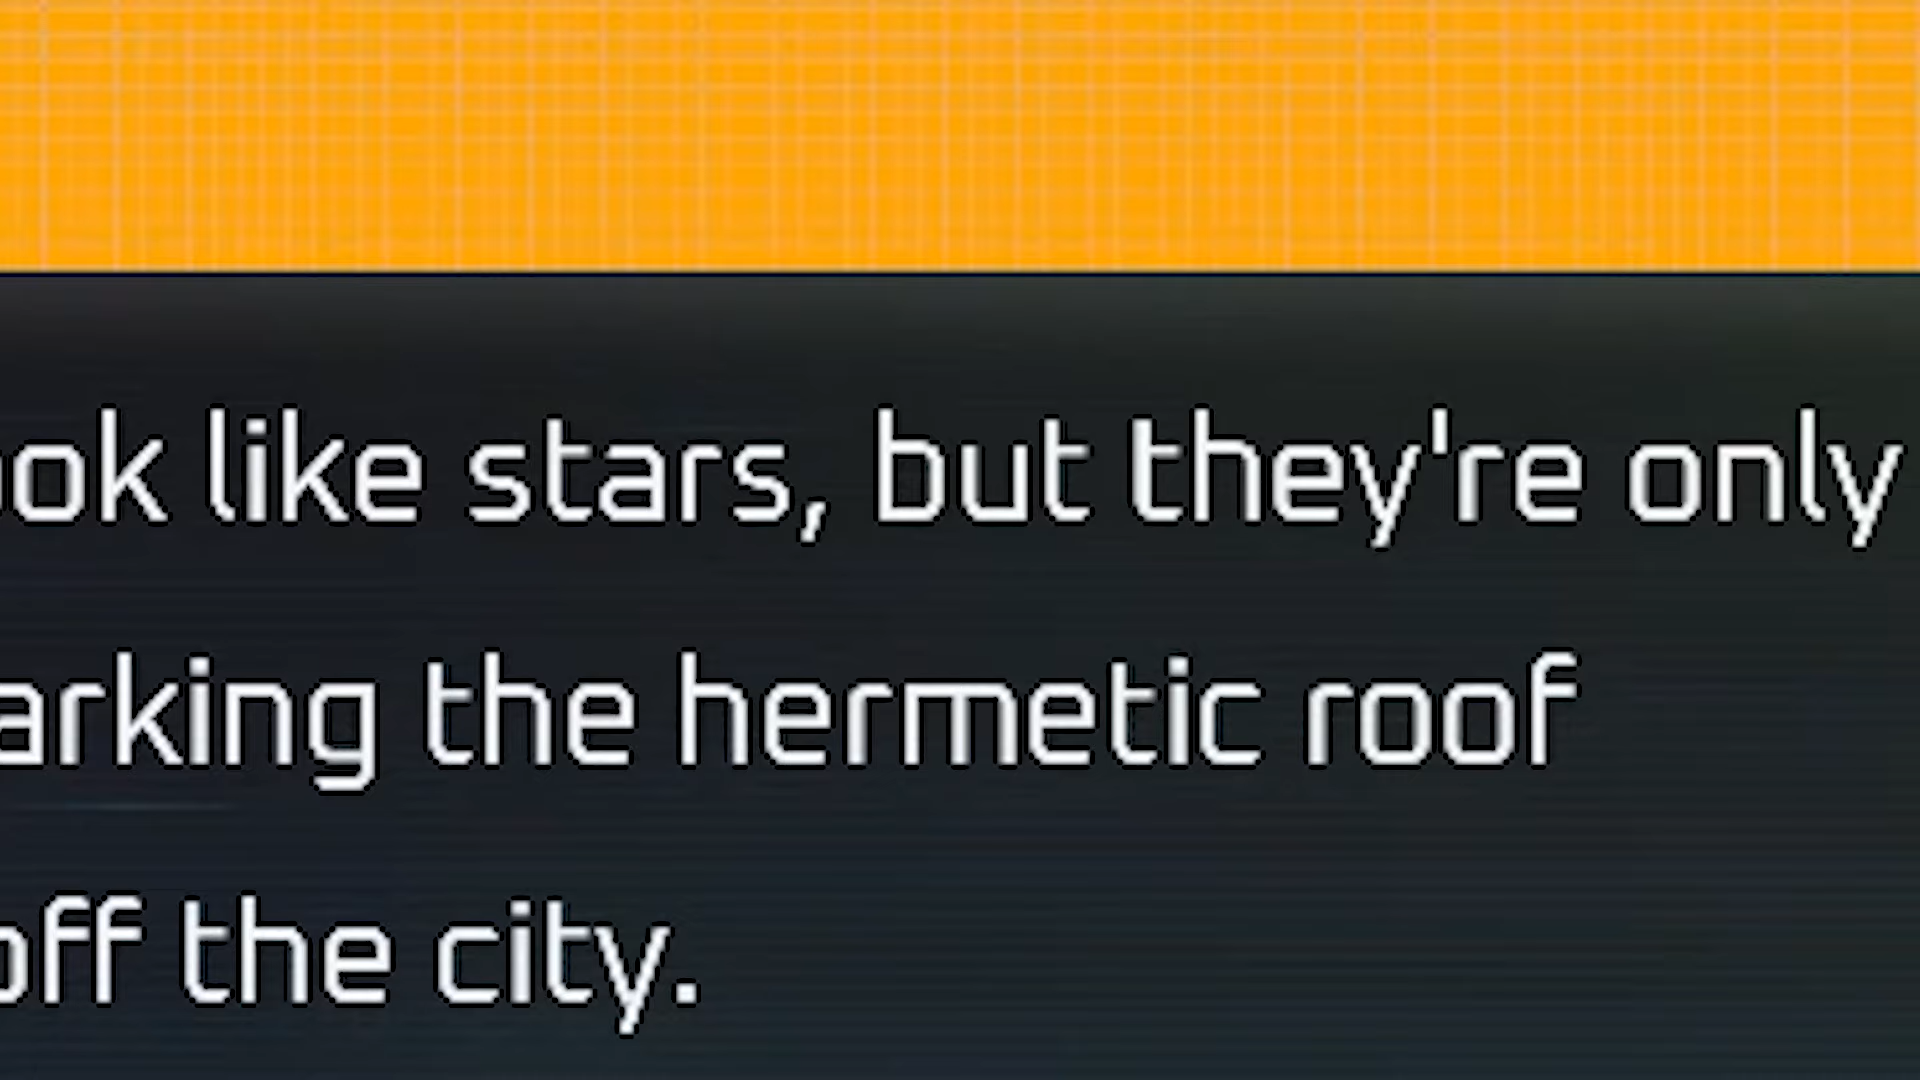 ook like stars, but they're only
arking the hermetic roof
off the city.